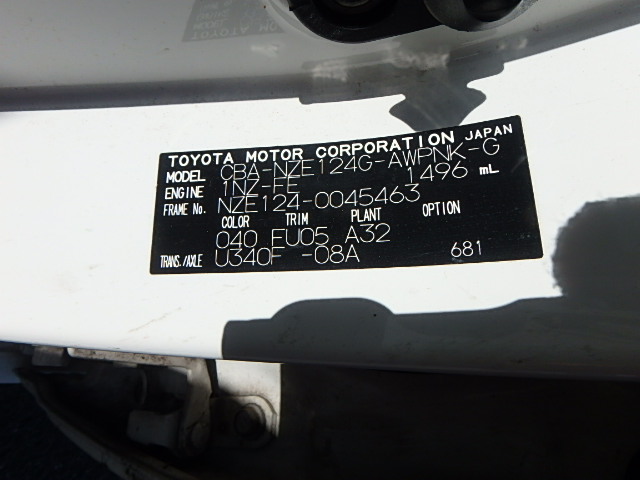 TOYOTA MOTOR CORPORATION JAPAN
MODEL CBA-NZE124G-AWPNK-G
ENGINE 1NZ-FE 1496 mL
FRAME No. NZE124-0045463
COLOR TRIM PLANT OPTION
040 FU05 A32
TRANS./AXLE U340F -08A 681